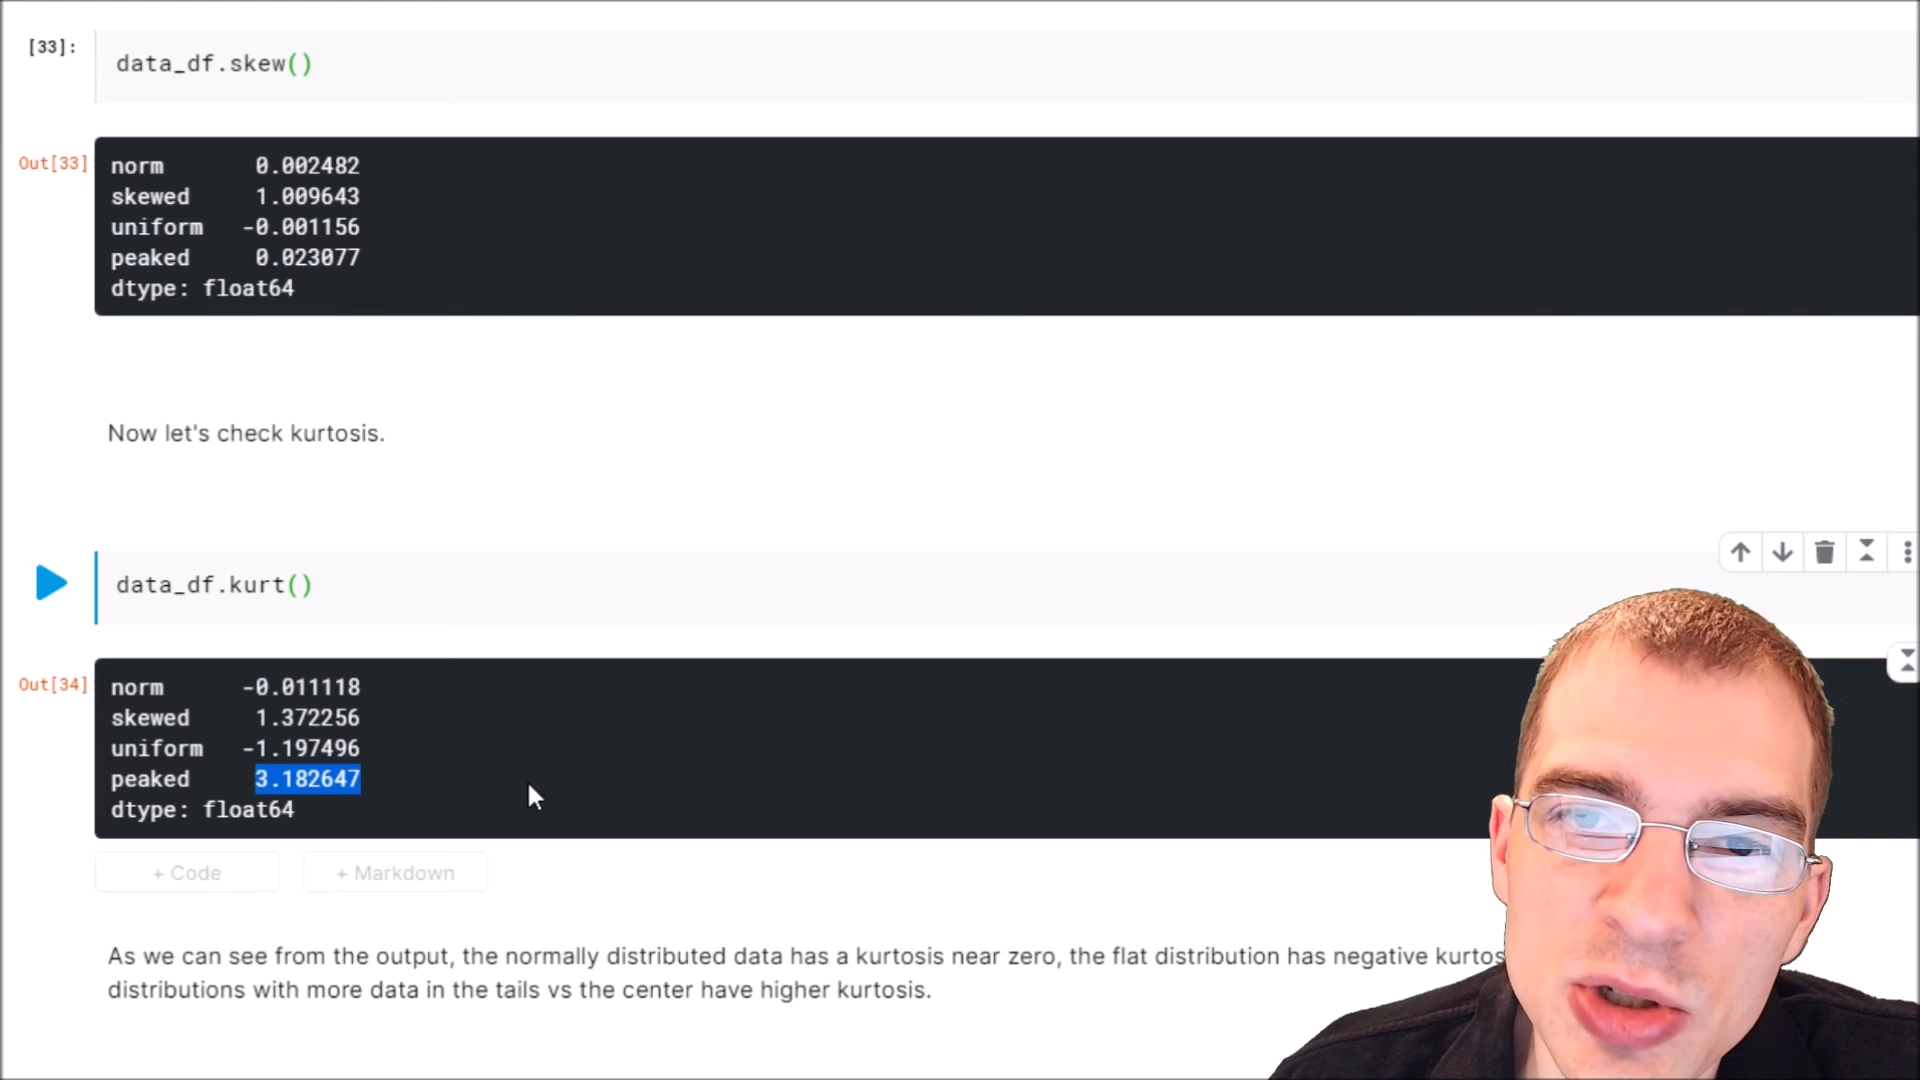 [33]:
data_df.skew()
Out[33]
norm 0.002482
skewed 1.009643
uniform -0.001156
peaked 0.023077
dtype: float64
Now let's check kurtosis.
data_df.kurt()
Out[34]
norm -0.011118
skewed 1.372256
uniform -1.197496
peaked 3.182647
dtype: float64
+ Code + Markdown
As we can see from the output, the normally distributed data has a kurtosis near zero, the flat distribution has negative kurtos
distributions with more data in the tails vs the center have higher kurtosis.